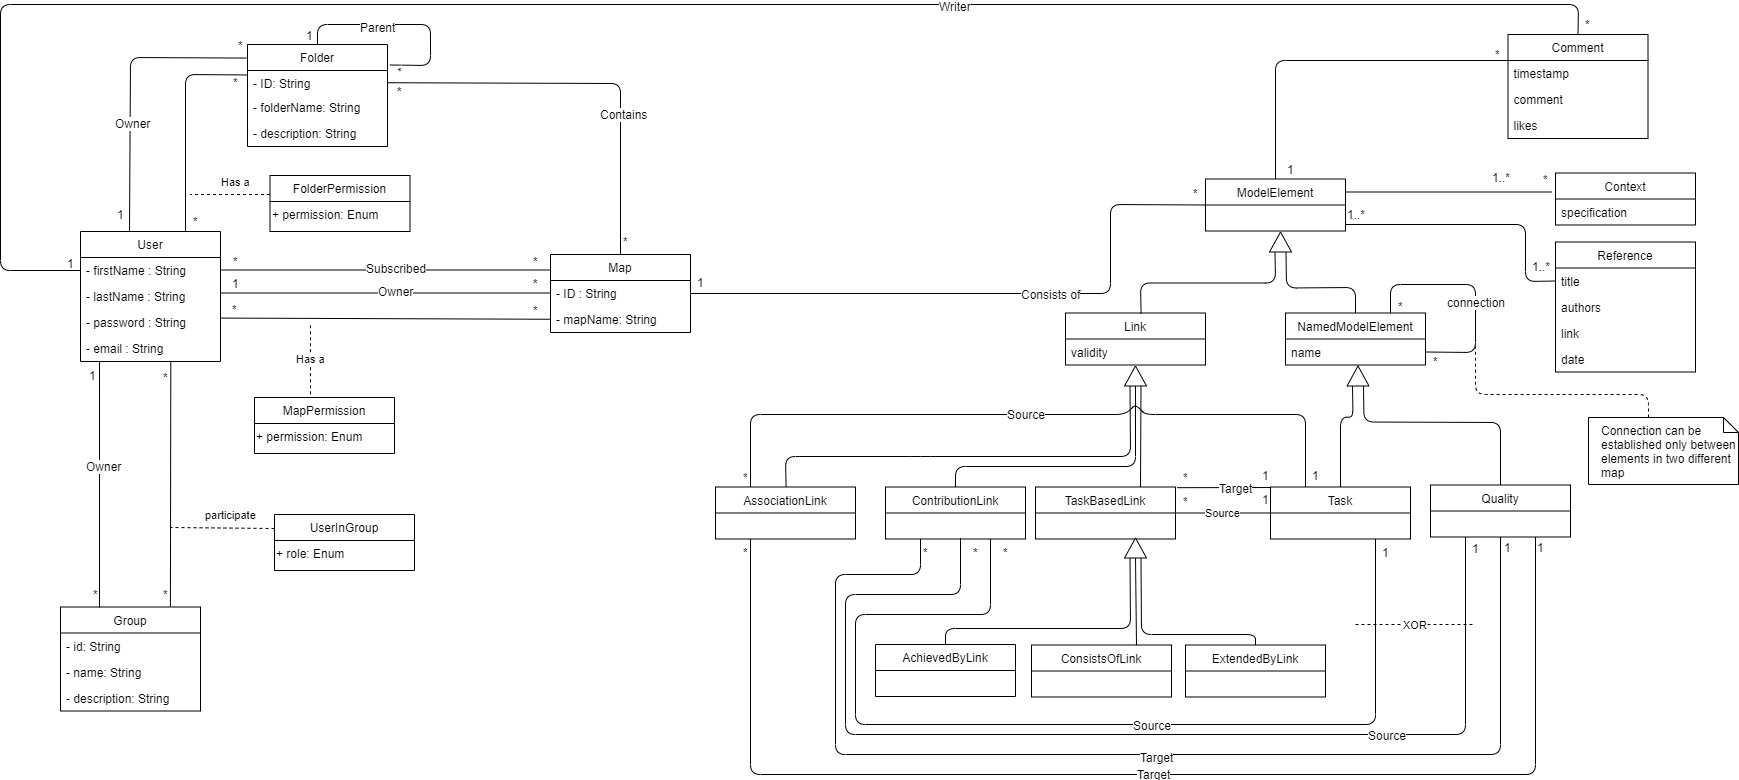 Writer
*
1
Parent
*
Folder
*
*
- ID: String
- folderName: String
- description: String
*
Contains
Owner
Has a
FolderPermission
+ permission: Enum
1
*
*
Comment
timestamp
comment
likes
*
1
ModelElement
*
1..*
*
Context
specification
1..*
Reference
title
authors
link
date
1..*
User
- firstName : String
- lastName : String
- password : String
- email : String
1
*
Subscribed
*
1
Owner
*
*
*
Map
- ID : String
- mapName: String
1
Consists of
Has a
MapPermission
+ permission: Enum
Link
validity
NamedModelElement
name
*
connection
*
Connection can be
established only between
elements in two different
map
1
*
Owner
participate
UserInGroup
+ role: Enum
*
*
Group
- id: String
- name: String
- description: String
Source
*
*
1
1
Target
*
1
Source
AssociationLink
ContributionLink
TaskBasedLink
Task
Quality
*
*
*
*
1
1
1
1
XOR
AchievedByLink
ConsistsOfLink
ExtendedByLink
Source
Source
Target
Target